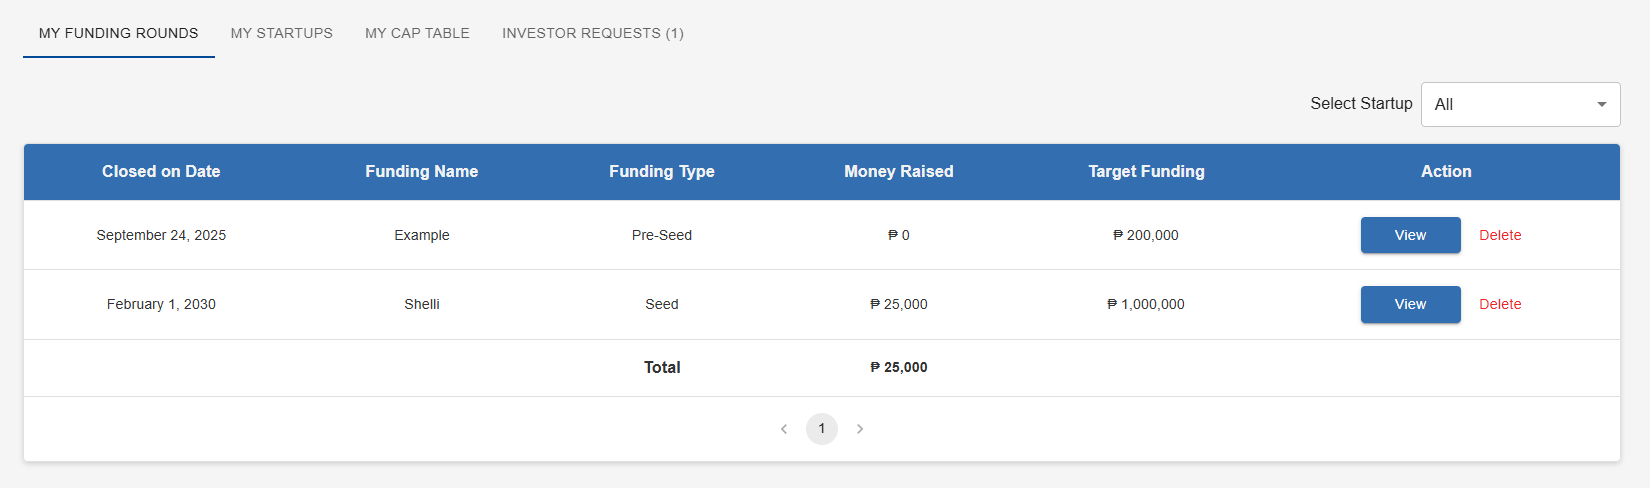 MY FUNDING ROUNDS MY STARTUPS MY CAP TABLE INVESTOR REQUESTS (1)
Select Startup All
Closed on Date Funding Name Funding Type Money Raised Target Funding Action
September 24, 2025 Example Pre-Seed ₱ 0 ₱ 200,000 View Delete
February 1, 2030 Shelli Seed ₱ 25,000 ₱ 1,000,000 View Delete
Total ₱ 25,000
1